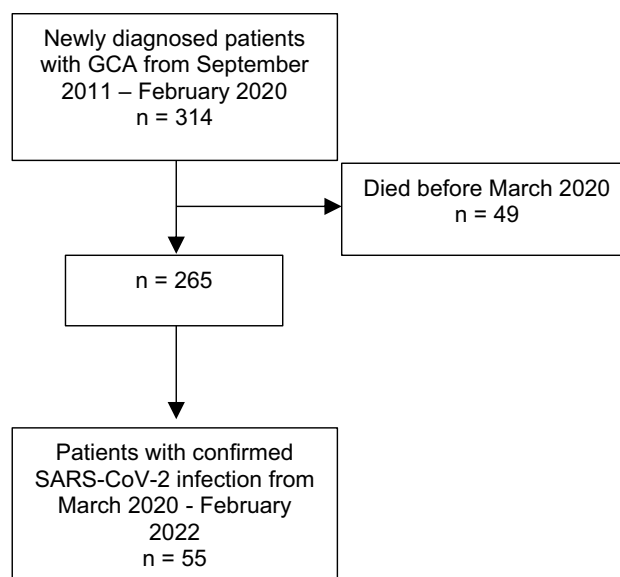 Newly diagnosed patients
with GCA from September
2011 – February 2020
n = 314
Died before March 2020
n = 49
n = 265
Patients with confirmed
SARS-CoV-2 infection from
March 2020 - February
2022
n = 55